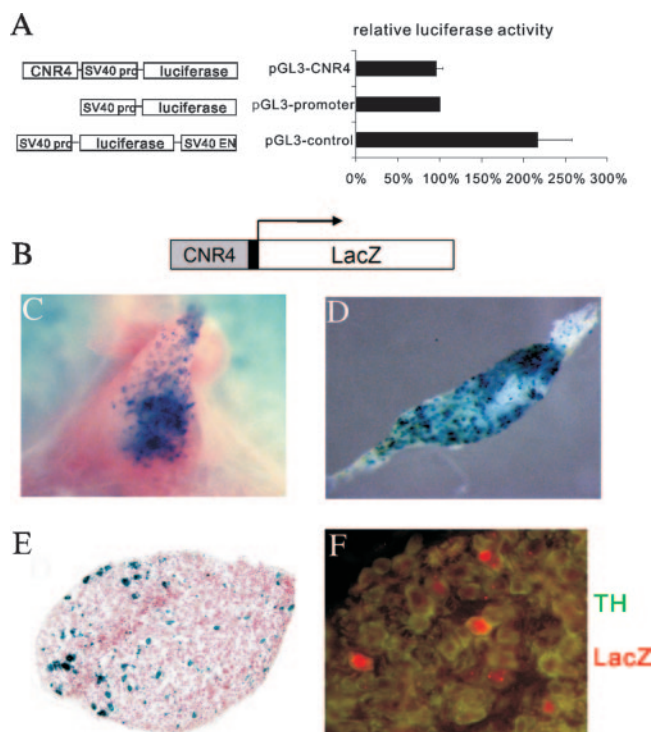 A
relative luciferase activity
CNR4 SV40 pro luciferase
pGL3-CNR4
SV40 pro luciferase
pGL3-promoter
SV40 pro luciferase SV40 EN
pGL3-control
0% 50% 100% 150% 200% 250% 300%
B
CNR4 LacZ
C
D
E
F
TH
LacZ